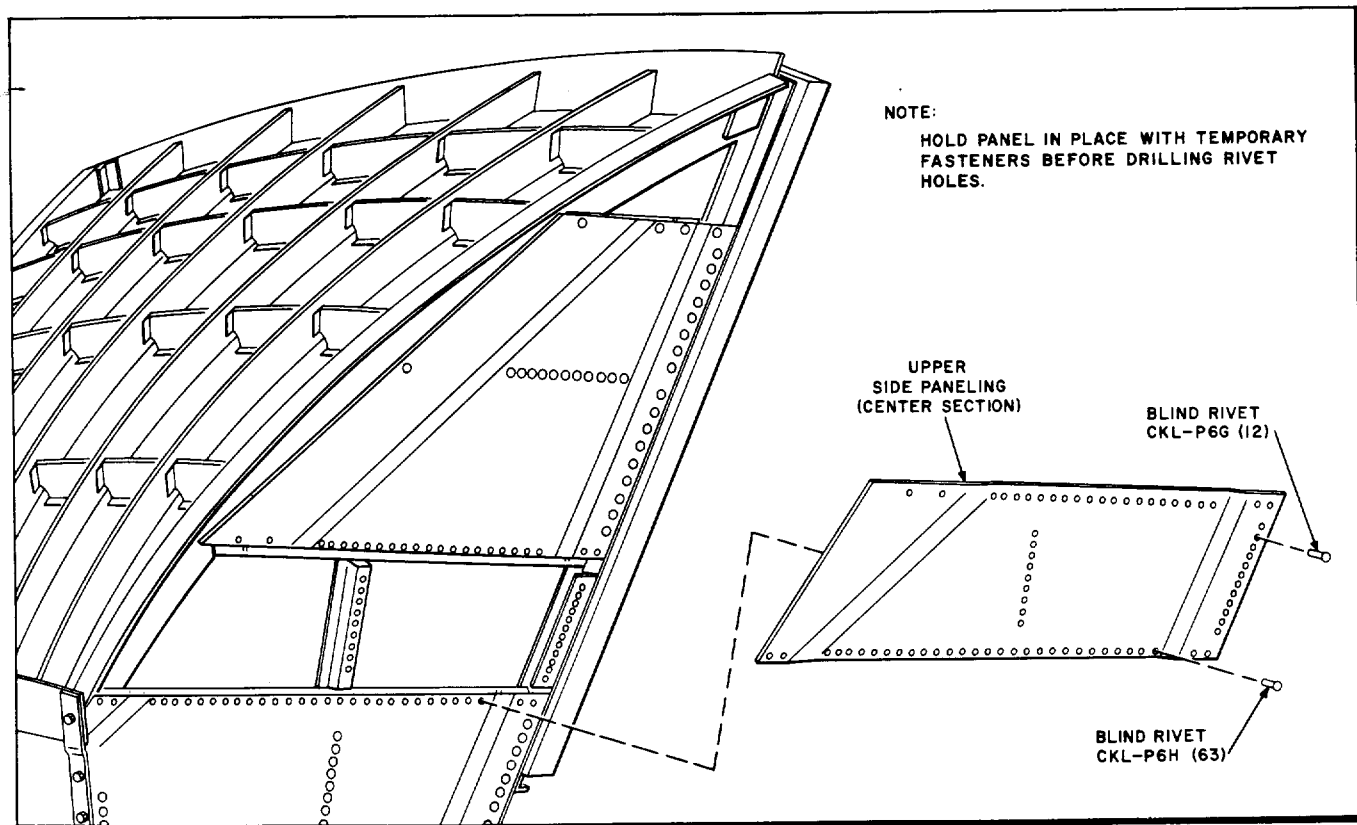 NOTE:
HOLD PANEL IN PLACE WITH TEMPORARY
FASTENERS BEFORE DRILLING RIVET
HOLES.
UPPER
SIDE PANELING
(CENTER SECTION)
BLIND RIVET
CKL-P6G (12)
BLIND RIVET
CKL-P6H (63)